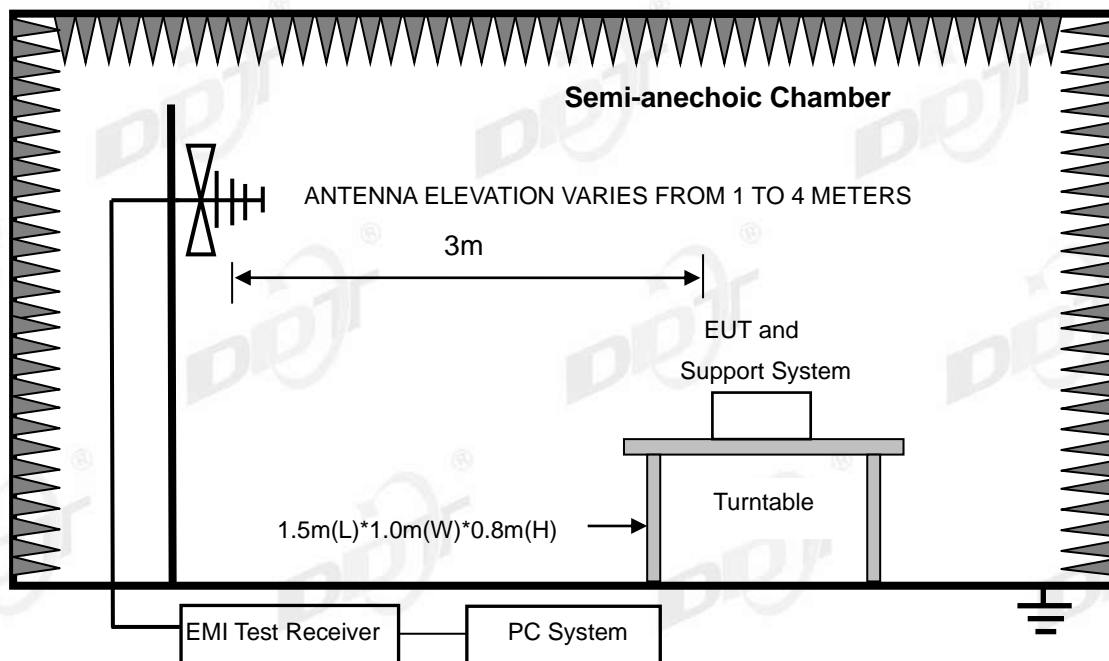 Semi-anechoic Chamber
ANTENNA ELEVATION VARIES FROM 1 TO 4 METERS
3m
EUT and
Support System
Turntable
1.5m(L)*1.0m(W)*0.8m(H)
EMI Test Receiver
PC System